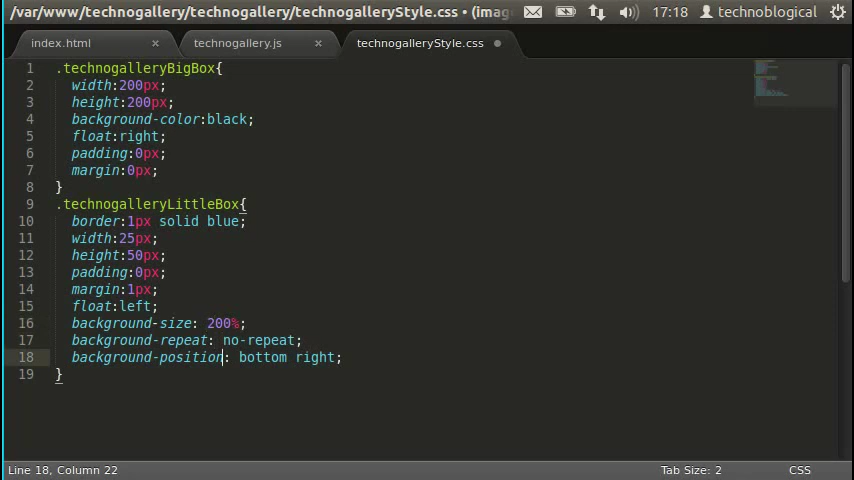 /var/www/technogallery/technogallery/technogalleryStyle.css • (imag 17:18 technoblogical
index.html × technogallery.js × technogalleryStyle.css
1 .technogalleryBigBox{
2 width:200px;
3 height:200px;
4 background-color:black;
5 float:right;
6 padding:0px;
7 margin:0px;
8 }
9 .technogalleryLittleBox{
10 border:1px solid blue;
11 width:25px;
12 height:50px;
13 padding:0px;
14 margin:1px;
15 float:left;
16 background-size: 200%;
17 background-repeat: no-repeat;
18 background-position: bottom right;
19 }
Line 18, Column 22 Tab Size: 2 CSS